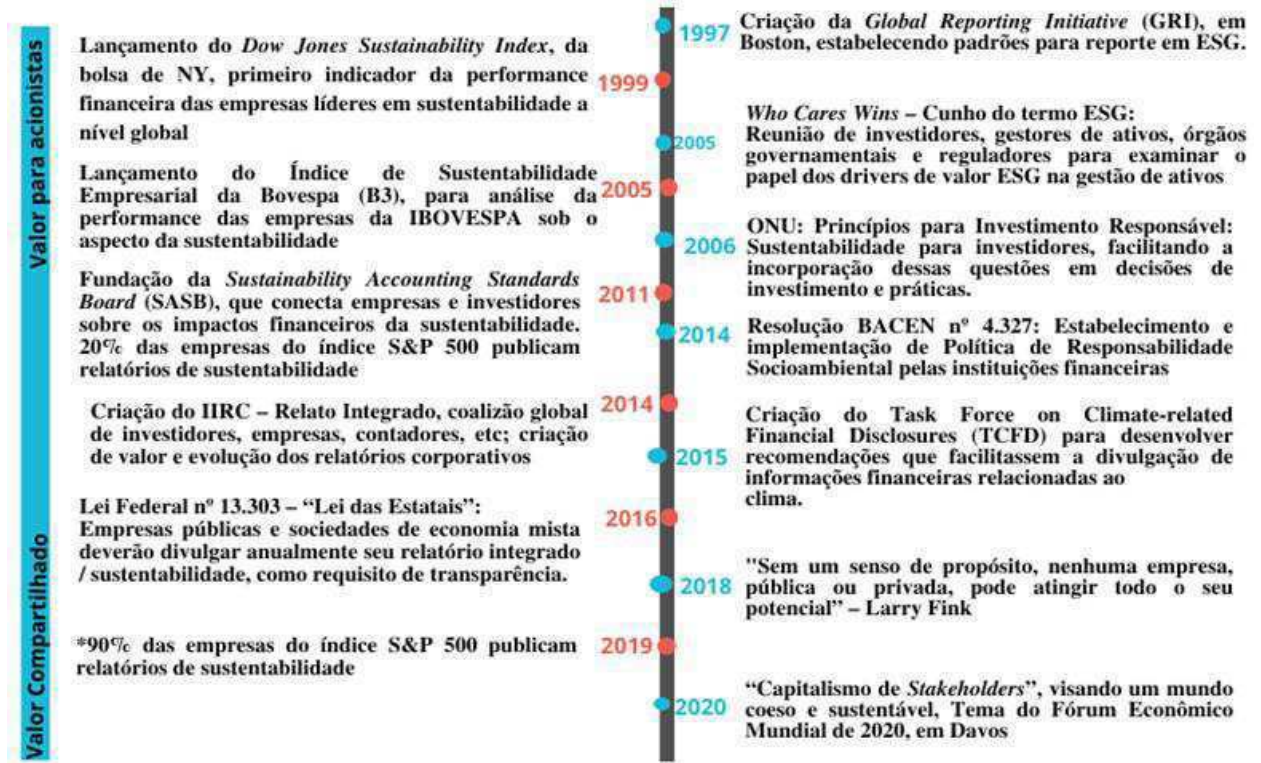 Valor para acionistas
Valor Compartilhado
1997
Criação da Global Reporting Initiative (GRI), em
Boston, estabelecendo padrões para reporte em ESG.
Lançamento do Dow Jones Sustainability Index, da
bolsa de NY, primeiro indicador da performance
financeira das empresas líderes em sustentabilidade a
nível global
1999
2005
Who Cares Wins – Cunho do termo ESG:
Reunião de investidores, gestores de ativos, órgãos
governamentais e reguladores para examinar o
papel dos drivers de valor ESG na gestão de ativos
Lançamento do Índice de Sustentabilidade
Empresarial da Bovespa (B3), para análise da
performance das empresas da IBOVESPA sob o
aspecto da sustentabilidade
2005
2006
ONU: Princípios para Investimento Responsável:
Sustentabilidade para investidores, facilitando a
incorporação dessas questões em decisões de
investimento e práticas.
Fundação da Sustainability Accounting Standards
Board (SASB), que conecta empresas e investidores
sobre os impactos financeiros da sustentabilidade.
20% das empresas do índice S&P 500 publicam
relatórios de sustentabilidade
2011
2014
Resolução BACEN nº 4.327: Estabelecimento e
implementação de Política de Responsabilidade
Socioambiental pelas instituições financeiras
Criação do IIRC – Relato Integrado, coalizão global
de investidores, empresas, contadores, etc; criação
de valor e evolução dos relatórios corporativos
2014
2015
Criação do Task Force on Climate-related
Financial Disclosures (TCFD) para desenvolver
recomendações que facilitassem a divulgação de
informações financeiras relacionadas ao
clima.
Lei Federal nº 13.303 – “Lei das Estatais”:
Empresas públicas e sociedades de economia mista
deverão divulgar anualmente seu relatório integrado
/ sustentabilidade, como requisito de transparência.
2016
2018
"Sem um senso de propósito, nenhuma empresa,
pública ou privada, pode atingir todo o seu
potencial” – Larry Fink
*90% das empresas do índice S&P 500 publicam
relatórios de sustentabilidade
2019
2020
“Capitalismo de Stakeholders”, visando um mundo
coeso e sustentável, Tema do Fórum Econômico
Mundial de 2020, em Davos